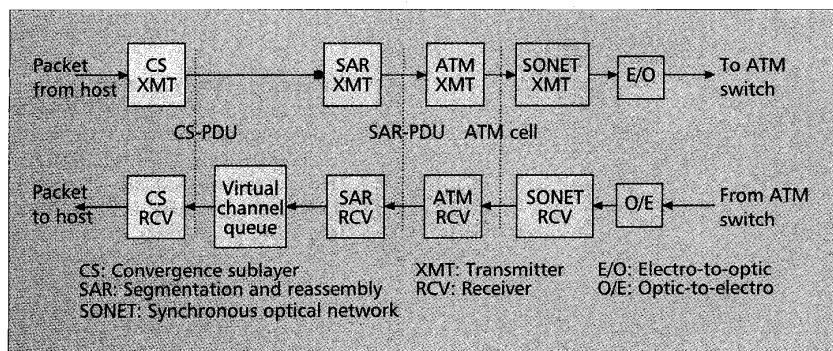 Packet from host
CS XMT
SAR XMT
ATM XMT
SONET XMT
E/O
To ATM switch
CS-PDU
SAR-PDU
ATM cell
Packet to host
CS RCV
Virtual channel queue
SAR RCV
ATM RCV
SONET RCV
O/E
From ATM switch
CS: Convergence sublayer
SAR: Segmentation and reassembly
SONET: Synchronous optical network
XMT: Transmitter
RCV: Receiver
E/O: Electro-to-optic
O/E: Optic-to-electro